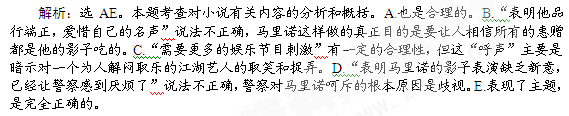 解析：选 AE。本题考查对小说有关内容的分析和概括。A.也是合理的。B.“表明他品
行端正，爱惜自己的名声”说法不正确，马里诺这样做的真正目的是要让人相信所有的恩赠
都是他的影子吃的。C.“需要更多的娱乐节目刺激”有一定的合理性，但这“呼声”主要是
暗示对一个为人解闷取乐的江湖艺人的耿笑和捉弄。D.“表明马里诺的影子表演缺乏新意，
已经让警察感到厌烦了”说法不正确，警察对马里诺呵斥的根本原因是歧视。E.表现了主题，
是完全正确的。